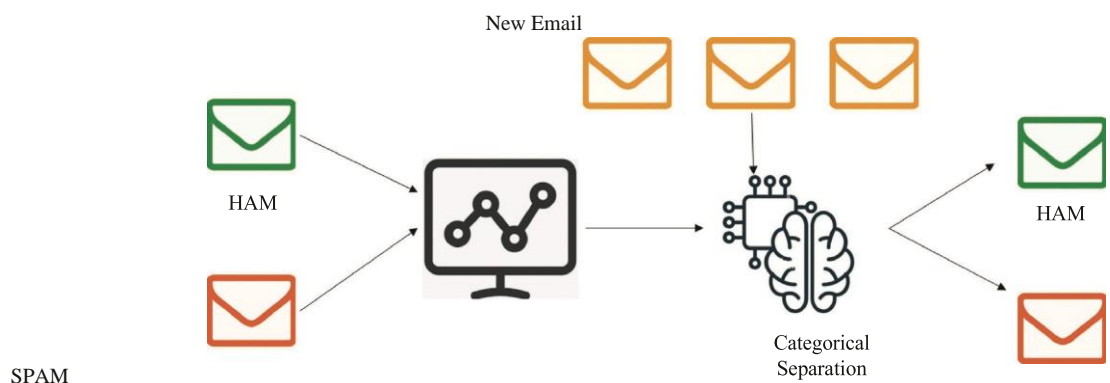 New Email
HAM
HAM
Categorical
Separation
SPAM